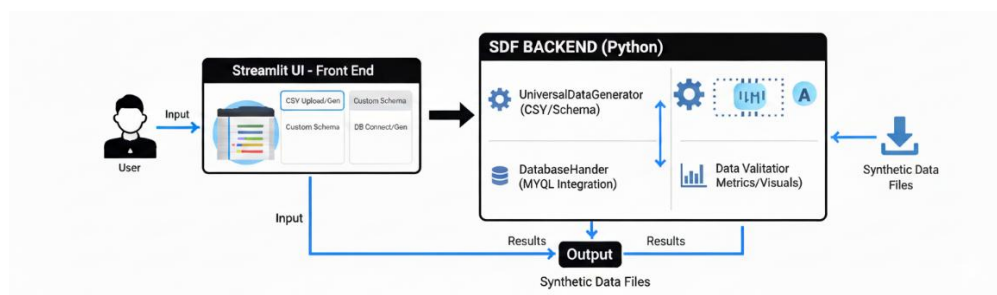 SDF BACKEND (Python)
Streamlit UI - Front End
CSV Upload/Gen
Custom Schema
Custom Schema
DB Connect/Gen
Input
User
UniversalDataGenerator
(CSY/Schema)
A
DatabaseHander
(MYQL Integration)
Data Valitatior
Metrics/Visuals)
Synthetic Data
Files
Input
Results
Output
Results
Synthetic Data Files